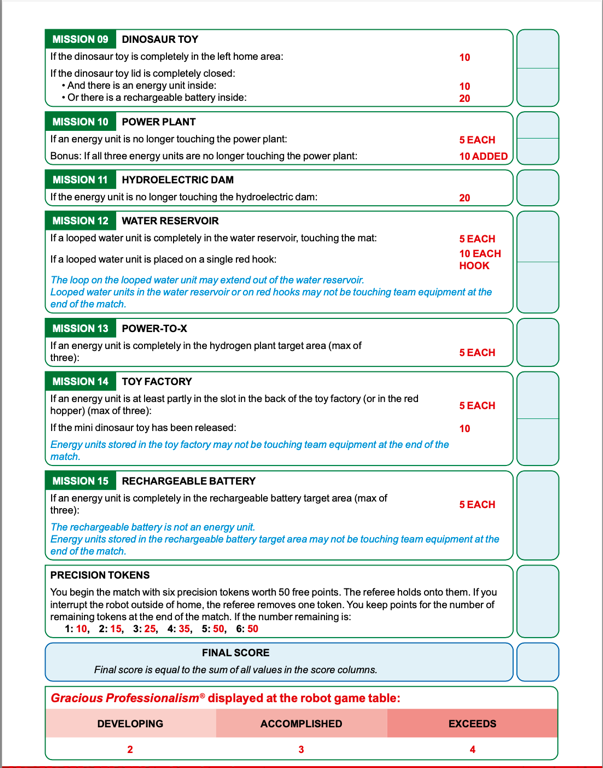 MISSION 09 DINOSAUR TOY
If the dinosaur toy is completely in the left home area: 10
If the dinosaur toy lid is completely closed:
• And there is an energy unit inside: 10
• Or there is a rechargeable battery inside: 20
MISSION 10 POWER PLANT
If an energy unit is no longer touching the power plant: 5 EACH
Bonus: If all three energy units are no longer touching the power plant: 10 ADDED
MISSION 11 HYDROELECTRIC DAM
If the energy unit is no longer touching the hydroelectric dam: 20
MISSION 12 WATER RESERVOIR
If a looped water unit is completely in the water reservoir, touching the mat: 5 EACH
If a looped water unit is placed on a single red hook: 10 EACH
HOOK
The loop on the looped water unit may extend out of the water reservoir.
Looped water units in the water reservoir or on red hooks may not be touching team equipment at the
end of the match.
MISSION 13 POWER-TO-X
If an energy unit is completely in the hydrogen plant target area (max of
three): 5 EACH
MISSION 14 TOY FACTORY
If an energy unit is at least partly in the slot in the back of the toy factory (or in the red
hopper) (max of three): 5 EACH
If the mini dinosaur toy has been released: 10
Energy units stored in the toy factory may not be touching team equipment at the end of the
match.
MISSION 15 RECHARGEABLE BATTERY
If an energy unit is completely in the rechargeable battery target area (max of
three): 5 EACH
The rechargeable battery is not an energy unit.
Energy units stored in the rechargeable battery target area may not be touching team equipment at the
end of the match.
PRECISION TOKENS
You begin the match with six precision tokens worth 50 free points. The referee holds onto them. If you
interrupt the robot outside of home, the referee removes one token. You keep points for the number of
remaining tokens at the end of the match. If the number remaining is:
1: 10, 2: 15, 3: 25, 4: 35, 5: 50, 6: 50
FINAL SCORE
Final score is equal to the sum of all values in the score columns.
Gracious Professionalism® displayed at the robot game table:
DEVELOPING ACCOMPLISHED EXCEEDS
2 3 4